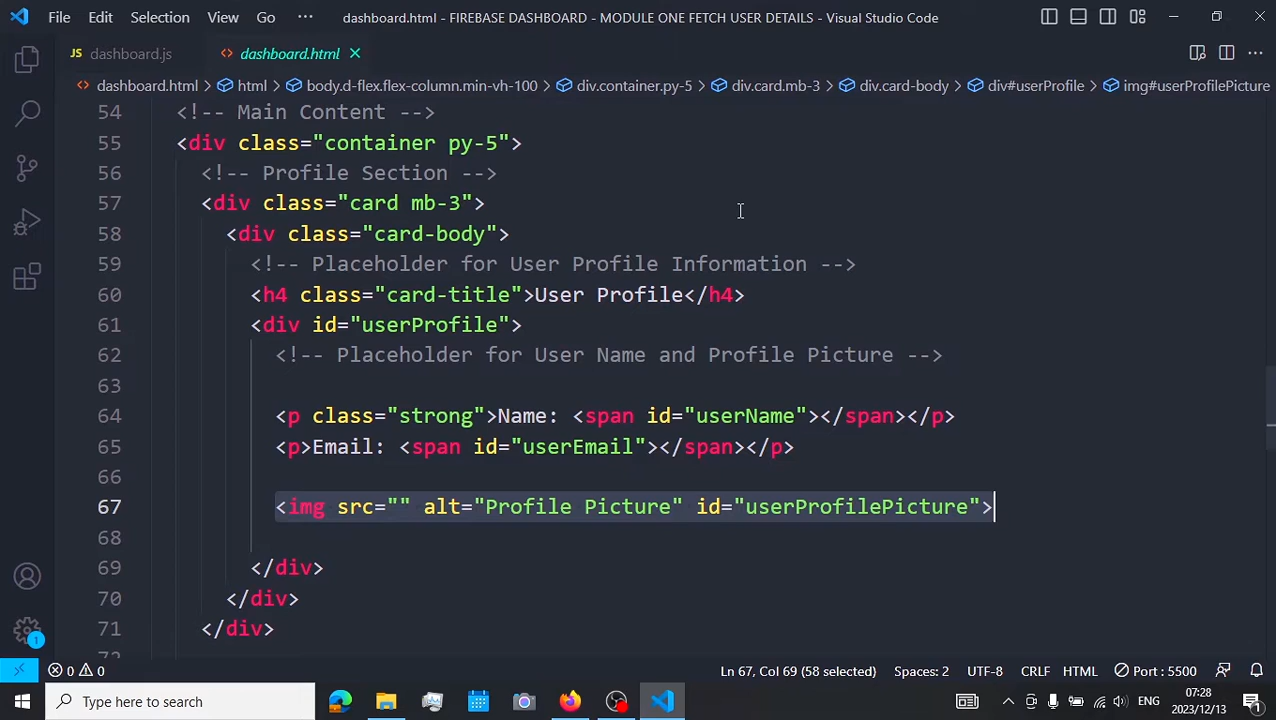 File Edit Selection View Go ··· dashboard.html - FIREBASE DASHBOARD - MODULE ONE FETCH USER DETAILS - Visual Studio Code
JS dashboard.js <> dashboard.html
<> dashboard.html > html > body.d-flex.flex-column.min-vh-100 > div.container.py-5 > div.card.mb-3 > div.card-body > div#userProfile > img#userProfilePicture
54 <!-- Main Content -->
55 <div class="container py-5">
56 <!-- Profile Section -->
57 <div class="card mb-3">
58 <div class="card-body">
59 <!-- Placeholder for User Profile Information -->
60 <h4 class="card-title">User Profile</h4>
61 <div id="userProfile">
62 <!-- Placeholder for User Name and Profile Picture -->
63
64 <p class="strong">Name: <span id="userName"></span></p>
65 <p>Email: <span id="userEmail"></span></p>
66
67 <img src="" alt="Profile Picture" id="userProfilePicture">
68
69 </div>
70 </div>
71 </div>
1
0 0 Ln 67, Col 69 (58 selected) Spaces: 2 UTF-8 CRLF HTML Port : 5500
Type here to search ENG 07:28
2023/12/13 1